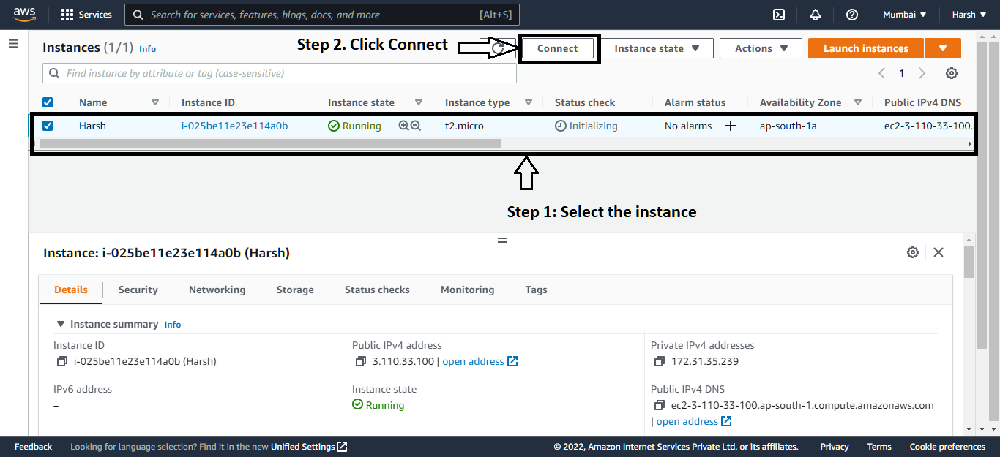 aws
Services
Search for services, features, blogs, docs, and more [Alt+S]
Mumbai ▼
Harsh ▼
Instances (1/1) Info
Step 2. Click Connect
Connect
Instance state ▼
Actions ▼
Launch instances ▼
Find instance by attribute or tag (case-sensitive)
1
Name Instance ID Instance state Instance type Status check Alarm status Availability Zone Public IPv4 DNS
Harsh i-025be11e23e114a0b Running t2.micro Initializing No alarms + ap-south-1a ec2-3-110-33-100.
Step 1: Select the instance
Instance: i-025be11e23e114a0b (Harsh)
Details Security Networking Storage Status checks Monitoring Tags
▼ Instance summary Info
Instance ID
i-025be11e23e114a0b (Harsh)
Public IPv4 address
3.110.33.100 | open address
Private IPv4 addresses
172.31.35.239
IPv6 address
–
Instance state
Running
Public IPv4 DNS
ec2-3-110-33-100.ap-south-1.compute.amazonaws.com
| open address
Feedback Looking for language selection? Find it in the new Unified Settings © 2022, Amazon Internet Services Private Ltd. or its affiliates. Privacy Terms Cookie preferences